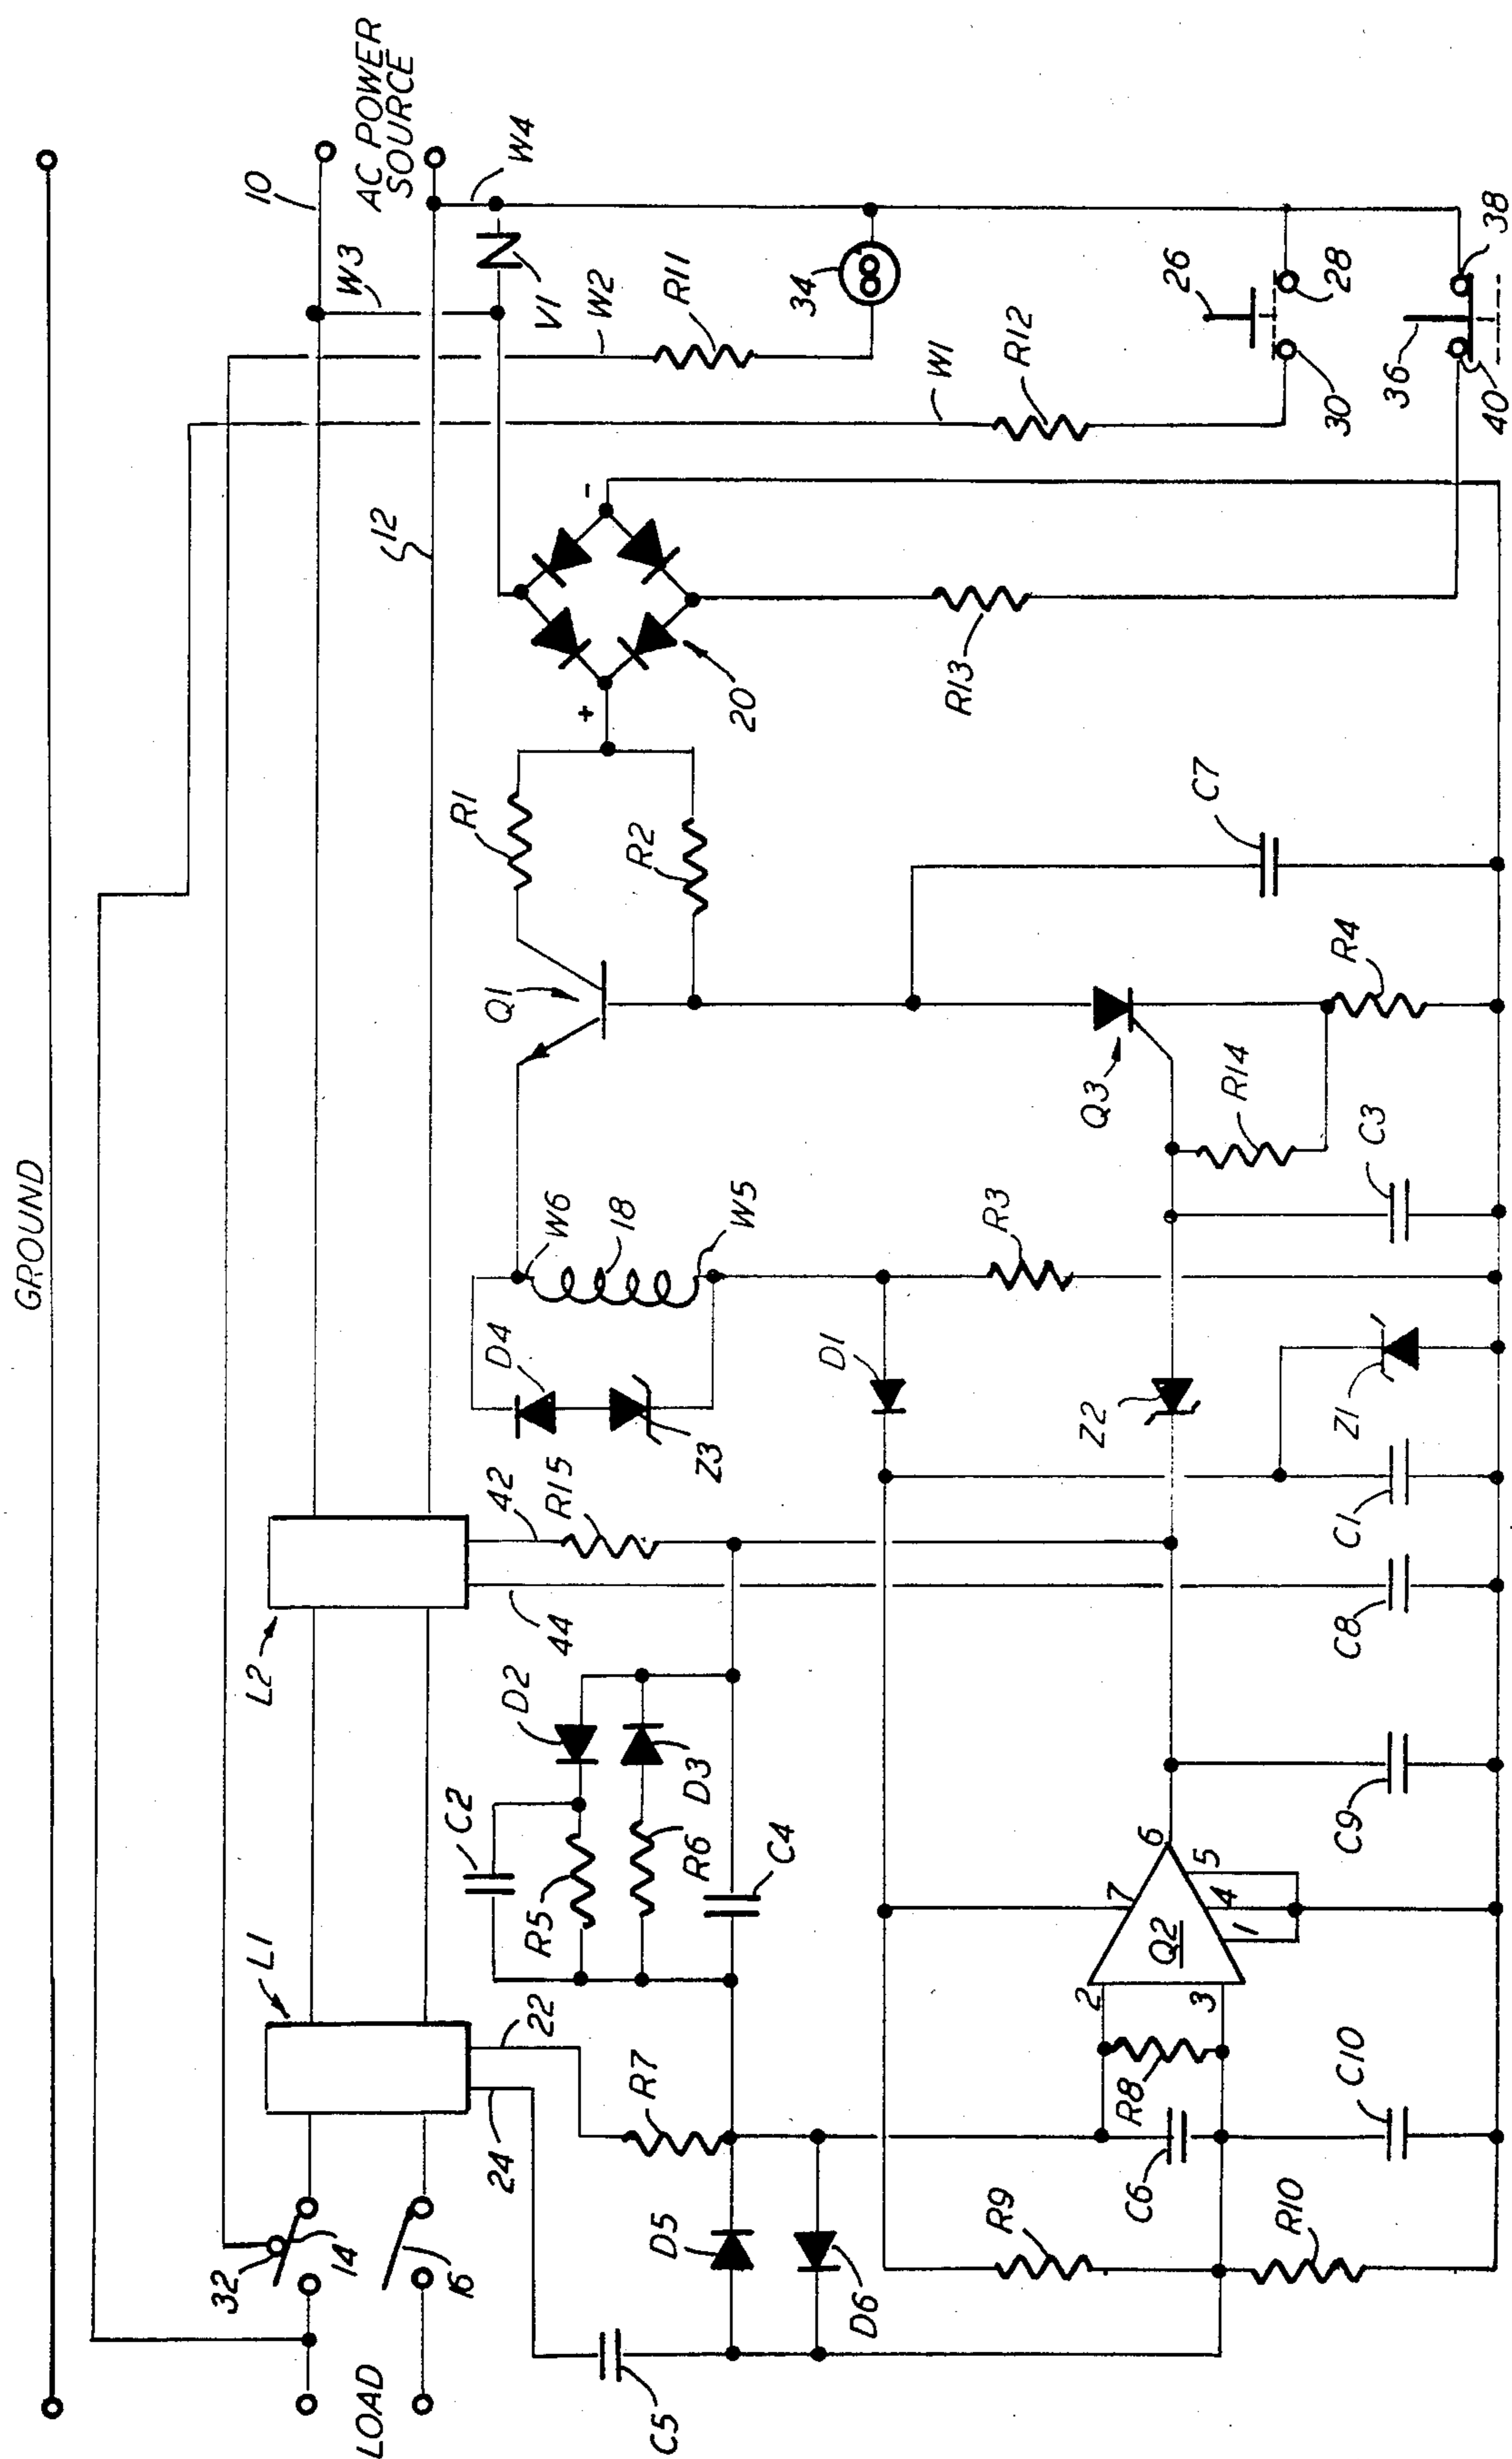 GROUND
32
L1
L2
10
14
W3
LOAD
12
AC POWER
SOURCE
16
24
22
C2
D2
42
D4
W6
Q1
R1
W4
V1
C5
R5
44
R15
18
+
-
W2
D5
R7
R6
D3
Z3
W5
R2
20
R11
C4
D6
D1
34
R9
R3
R13
W1
R12
2
7
Z2
Q3
C6
R8
Q2
6
3
1
4
5
R14
C7
26
R10
C10
C9
C8
C1
Z1
C3
R4
30
28
36
40
38